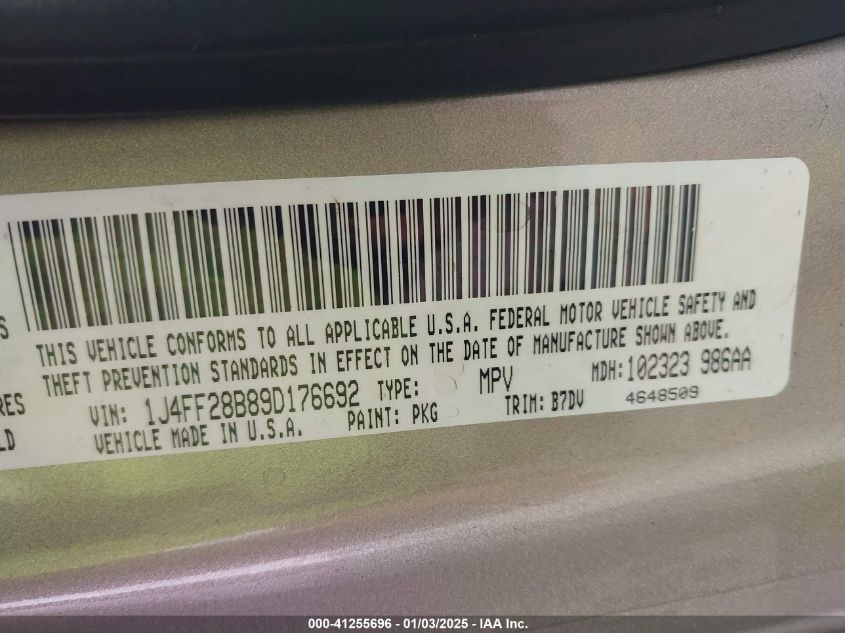 THIS VEHICLE CONFORMS TO ALL APPLICABLE U.S.A. FEDERAL MOTOR VEHICLE SAFETY AND
S
THEFT PREVENTION STANDARDS IN EFFECT ON THE DATE OF MANUFACTURE SHOWN ABOVE.
RES
VIN: 1J4FF28B89D176692 TYPE: MPV MDH: 102323 986AA
LD
VEHICLE MADE IN U.S.A. PAINT: PKG TRIM: B7DV 4648509
000-41255696 - 01/03/2025 - IAA Inc.